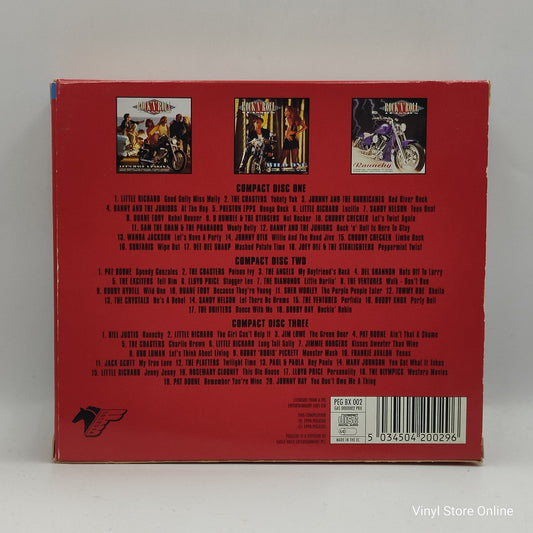 ROCK'N'ROLL
ROCK'N'ROLL
ROCK'N'ROLL
WILD ONE
Raunchy
COMPACT DISC ONE
1. LITTLE RICHARD Good Golly Miss Molly 2. THE COASTERS Yakety Yak 3. JOHNNY AND THE HURRICANES Red River Rock
4. DANNY AND THE JUNIORS At The Hop 5. PRESTON EPPS Bongo Rock 6. LITTLE RICHARD Lucille 7. SANDY NELSON Teen Beat
8. DUANE EDDY Rebel Rouser 9. B BUMBLE & THE STINGERS Nut Rocker 10. CHUBBY CHECKER Let's Twist Again
11. SAM THE SHAM & THE PHARAOHS Wooly Bully 12. DANNY AND THE JUNIORS Rock 'n' Roll Is Here To Stay
13. WANDA JACKSON Let's Have A Party 14. JOHNNY OTIS Willie And The Hand Jive 15. CHUBBY CHECKER Limbo Rock
16. SURFARIS Wipe Out 17. DEE DEE SHARP Mashed Potato Time 18. JOEY DEE & THE STARLIGHTERS Peppermint Twist
COMPACT DISC TWO
1. PAT BOONE Speedy Gonzales 2. THE COASTERS Poison Ivy 3. THE ANGELS My Boyfriend's Back 4. DEL SHANNON Hats Off To Larry
5. THE EXCITERS Tell Him 6. LLOYD PRICE Stagger Lee 7. THE DIAMONDS Little Darlin' 8. THE VENTURES Walk - Don't Run
9. BOBBY RYDELL Wild One 10. DUANE EDDY Because They're Young 11. SHEB WOOLEY The Purple People Eater 12. TOMMY ROE Sheila
13. THE CRYSTALS He's A Rebel 14. SANDY NELSON Let There Be Drums 15. THE VENTURES Perfidia 16. BUDDY KNOX Party Doll
17. THE DRIFTERS Dance With Me 18. BOBBY DAY Rockin' Robin
COMPACT DISC THREE
1. BILL JUSTIS Raunchy 2. LITTLE RICHARD The Girl Can't Help It 3. JIM LOWE The Green Door 4. PAT BOONE Ain't That A Shame
5. THE COASTERS Charlie Brown 6. LITTLE RICHARD Long Tall Sally 7. JIMMIE RODGERS Kisses Sweeter Than Wine
8. BOB LUMAN Let's Think About Living 9. BOBBY 'BORIS' PICKETT Monster Mash 10. FRANKIE AVALON Venus
11. JACK SCOTT My True Love 12. THE PLATTERS Twilight Time 13. PAUL & PAULA Hey Paula 14. MARV JOHNSON You Got What It Takes
15. LITTLE RICHARD Jenny Jenny 16. ROSEMARY CLOONEY This Ole House 17. LLOYD PRICE Personality 18. THE OLYMPICS Western Movies
19. PAT BOONE Remember You're Mine 20. JOHNNY RAY You Don't Owe Me A Thing
PEG BX 002
COMPACT disc
DIGITAL AUDIO
MADE IN THE EC
5 034504 200296
Vinyl Store Online